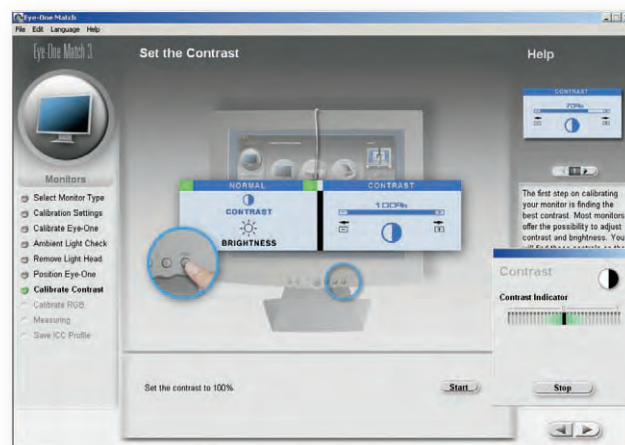 Eye-One Match
File Edit Language Help
Eye-One Match 3
Set the Contrast
Help
Monitors
Select Monitor Type
Calibration Settings
Calibrate Eye-One
Ambient Light Check
Remove Light Head
Position Eye-One
Calibrate Contrast
Calibrate RGB
Measuring
Save ICC Profile
NORMAL
CONTRAST
BRIGHTNESS
CONTRAST
100%
CONTRAST
70%
The first step on calibrating
your monitor is finding the
best contrast. Most monitors
offer the possibility to adjust
contrast and brightness. You
Contrast
Contrast Indicator
Stop
Set the contrast to 100%.
Start